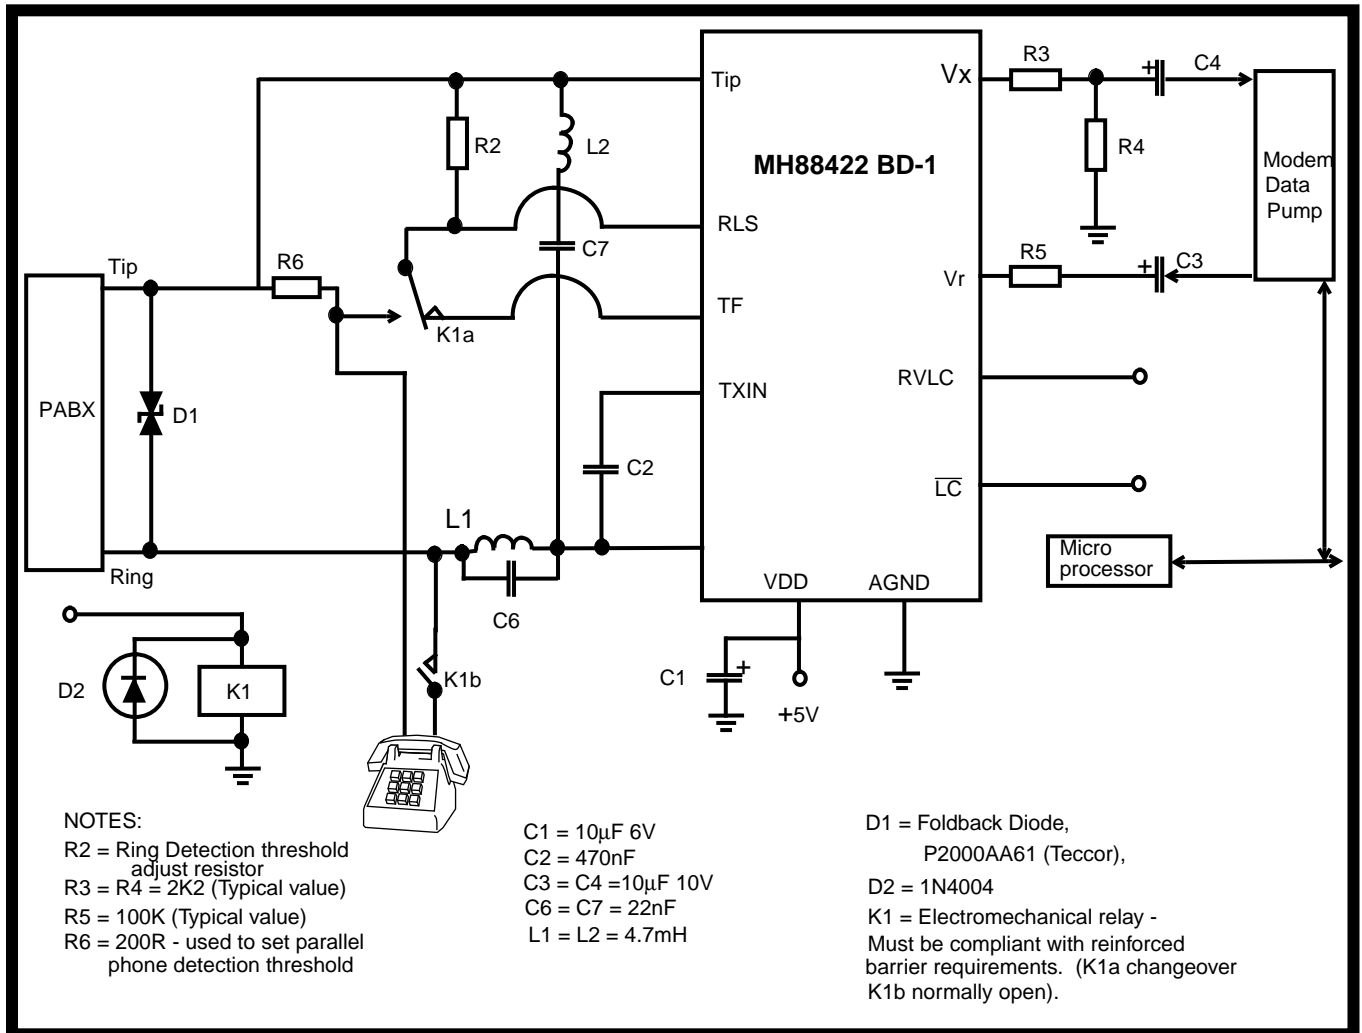 Tip
R2
L2
C7
RLS
TF
TXIN
MH88422 BD-1
Vx
R3
C4
R4
Modem
Data
Pump
Vr
R5
C3
+
+
RVLC
LC
Micro
processor
VDD
AGND
C1
+
+5V
PABX
Tip
R6
K1a
D1
Ring
L1
C6
C2
K1b
D2
K1
NOTES:
R2 = Ring Detection threshold
adjust resistor
R3 = R4 = 2K2 (Typical value)
R5 = 100K (Typical value)
R6 = 200R - used to set parallel
phone detection threshold
C1 = 10μF 6V
C2 = 470nF
C3 = C4 =10μF 10V
C6 = C7 = 22nF
L1 = L2 = 4.7mH
D1 = Foldback Diode,
P2000AA61 (Teccor),
D2 = 1N4004
K1 = Electromechanical relay -
Must be compliant with reinforced
barrier requirements. (K1a changeover
K1b normally open).